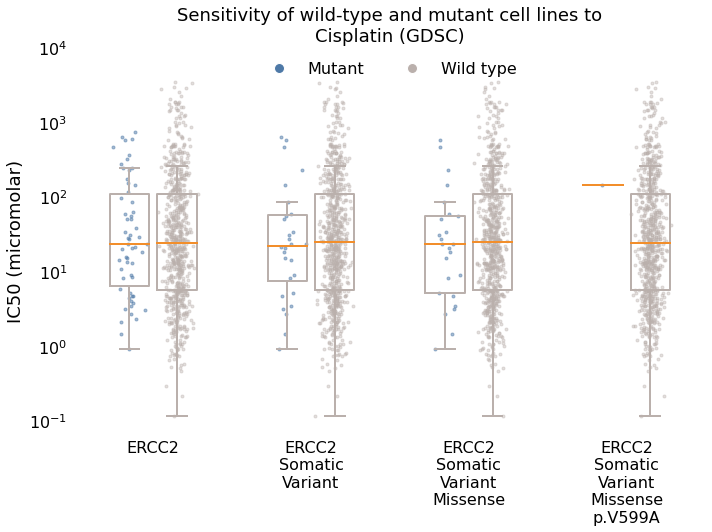 Sensitivity of wild-type and mutant cell lines to
Cisplatin (GDSC)
Mutant
Wild type
IC50 (micromolar)
10⁴
10³
10²
10¹
10⁰
10⁻¹
ERCC2
ERCC2
Somatic
Variant
ERCC2
Somatic
Variant
Missense
ERCC2
Somatic
Variant
Missense
p.V599A